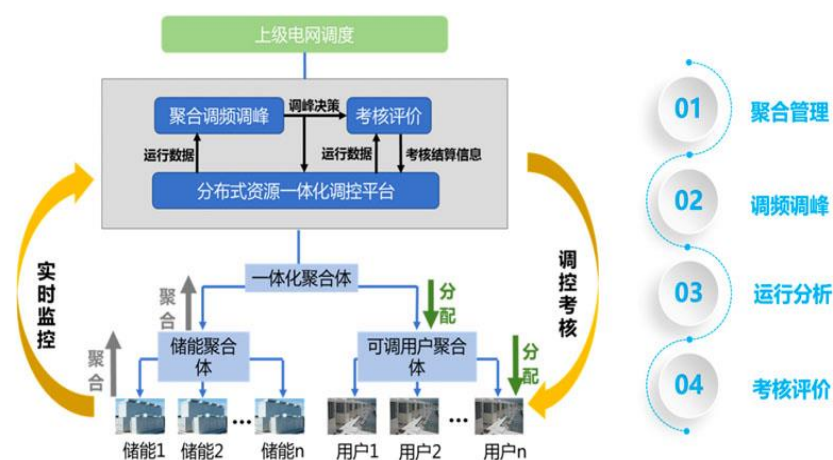 上级电网调度
聚合调频调峰
调峰决策
考核评价
运行数据
运行数据
考核结算信息
分布式资源一体化调控平台
实时监控
调控考核
一体化聚合体
聚合
分配
储能聚合
体
可调用户聚合
体
聚合
分配
储能1
储能2
...
储能n
用户1
用户2
...
用户n
01
聚合管理
02
调频调峰
03
运行分析
04
考核评价